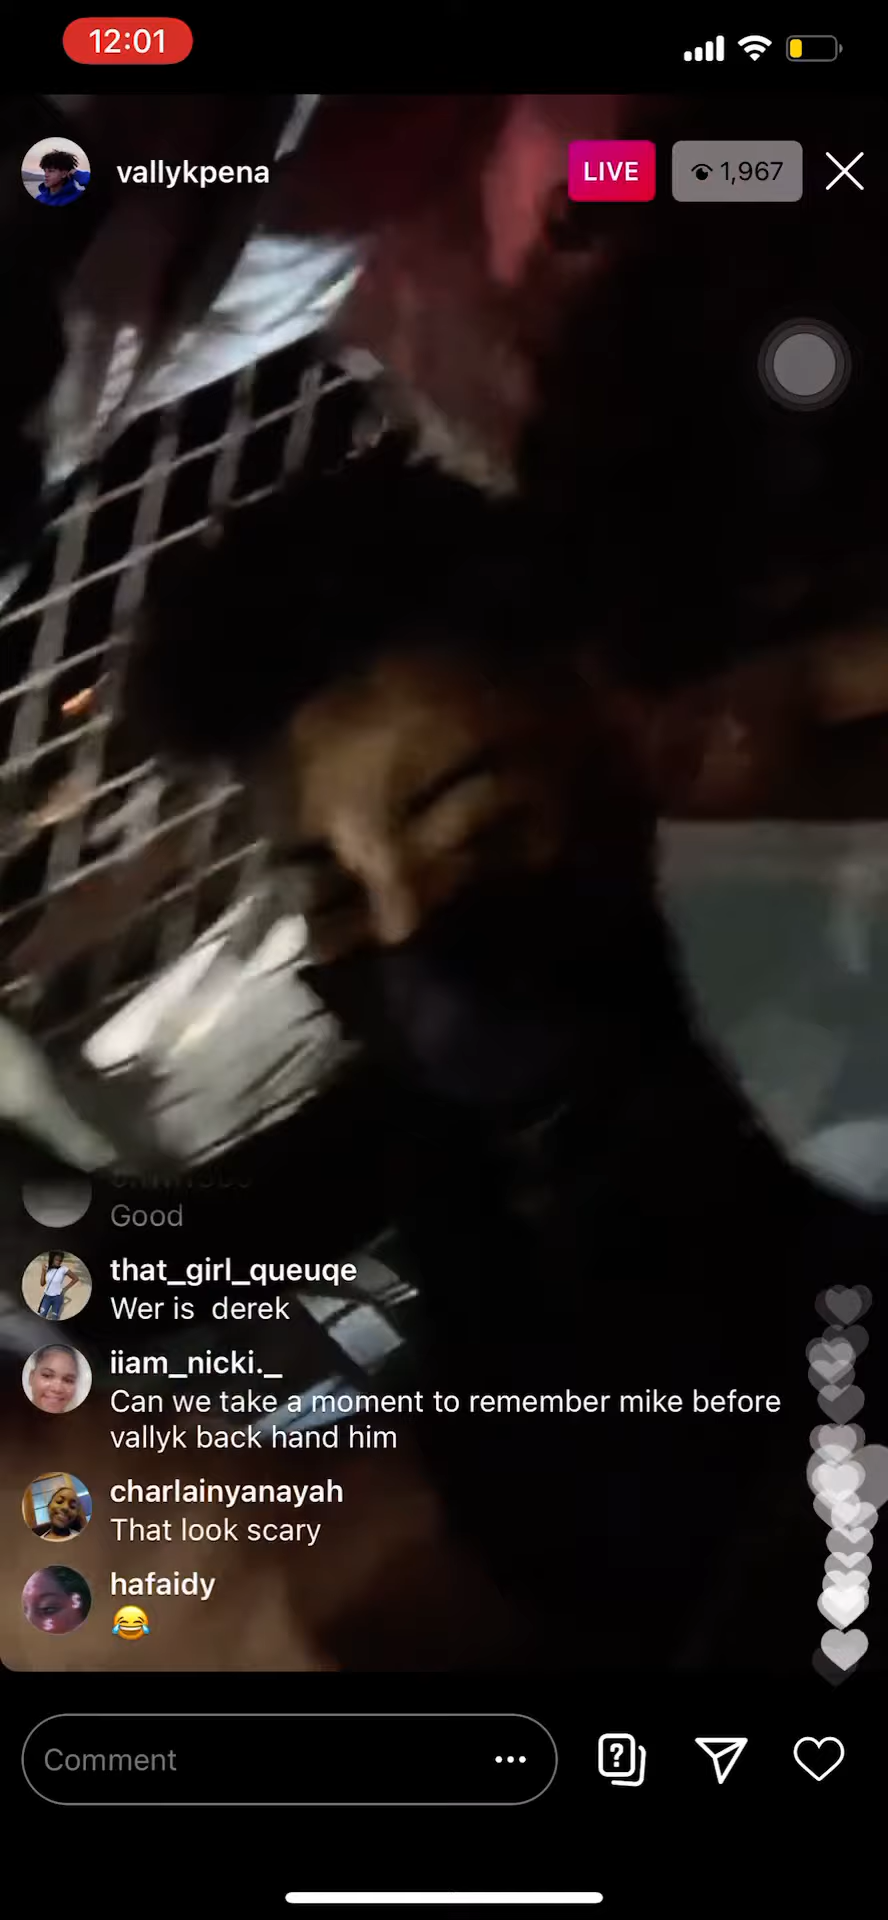 12:01
vallykpena
LIVE
1,967
Good
that_girl_queuqe
Wer is derek
iiam_nicki._
Can we take a moment to remember mike before
vallyk back hand him
charlainyanayah
That look scary
hafaidy
😂
Comment